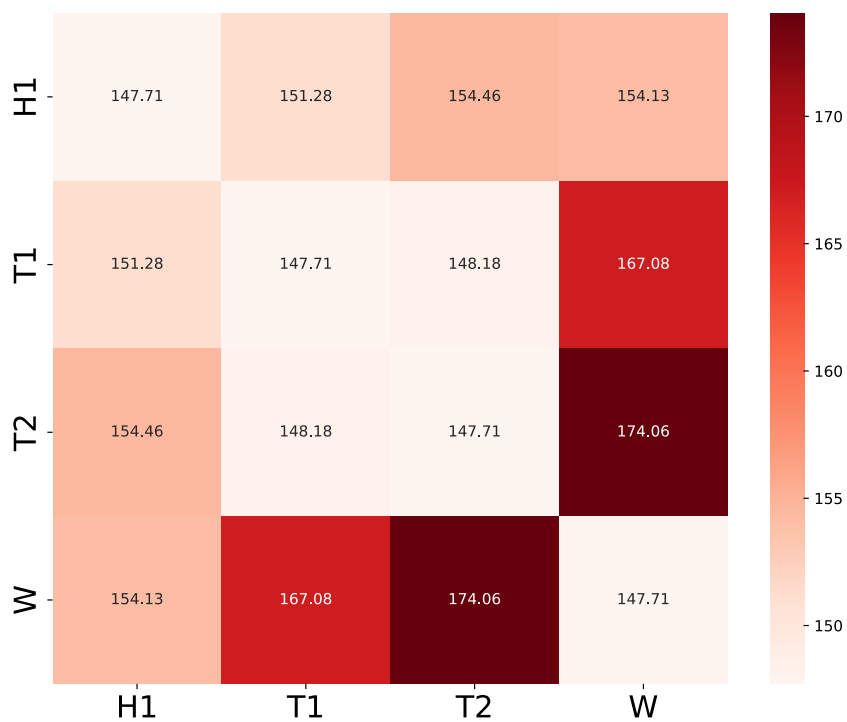 H1 147.71 151.28 154.46 154.13
T1 151.28 147.71 148.18 167.08
T2 154.46 148.18 147.71 174.06
W 154.13 167.08 174.06 147.71
H1 T1 T2 W
170
165
160
155
150